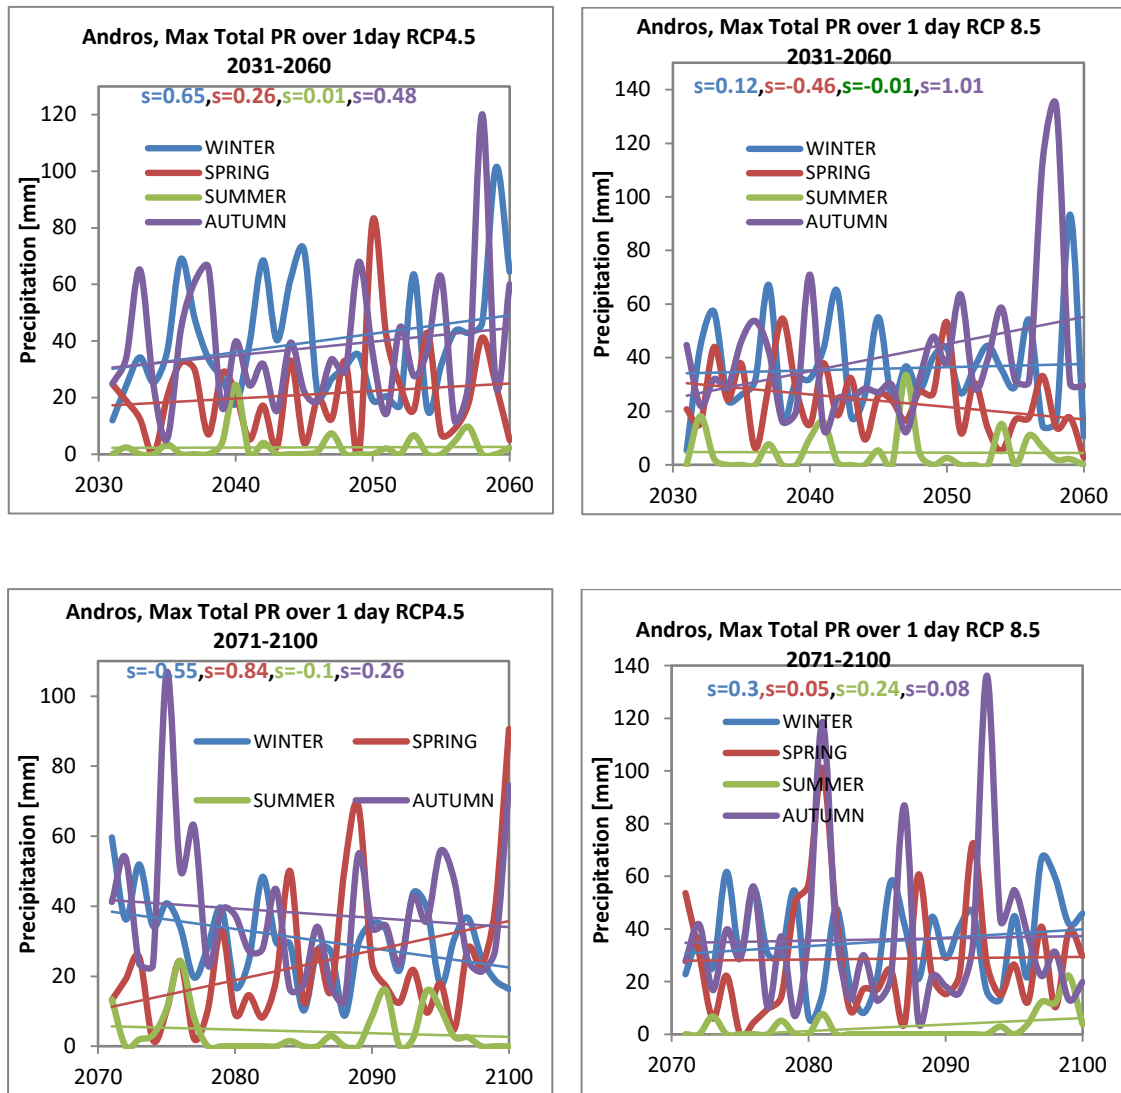 Andros, Max Total PR over 1day RCP4.5
2031-2060
s=0.65,s=0.26,s=0.01,s=0.48
120
100
80
60
40
20
0
Precipitation [mm]
WINTER
SPRING
SUMMER
AUTUMN
2030 2040 2050 2060
Andros, Max Total PR over 1 day RCP 8.5
2031-2060
s=0.12,s=-0.46,s=-0.01,s=1.01
140
120
100
80
60
40
20
0
Precipitation [mm]
WINTER
SPRING
SUMMER
AUTUMN
2030 2040 2050 2060
Andros, Max Total PR over 1 day RCP4.5
2071-2100
s=-0.55,s=0.84,s=-0.1,s=0.26
100
80
60
40
20
0
Precipitataion [mm]
WINTER SPRING
SUMMER AUTUMN
2070 2080 2090 2100
Andros, Max Total PR over 1 day RCP 8.5
2071-2100
s=0.3,s=0.05,s=0.24,s=0.08
140
120
100
80
60
40
20
0
Precipitation [mm]
WINTER
SPRING
SUMMER
AUTUMN
2070 2080 2090 2100